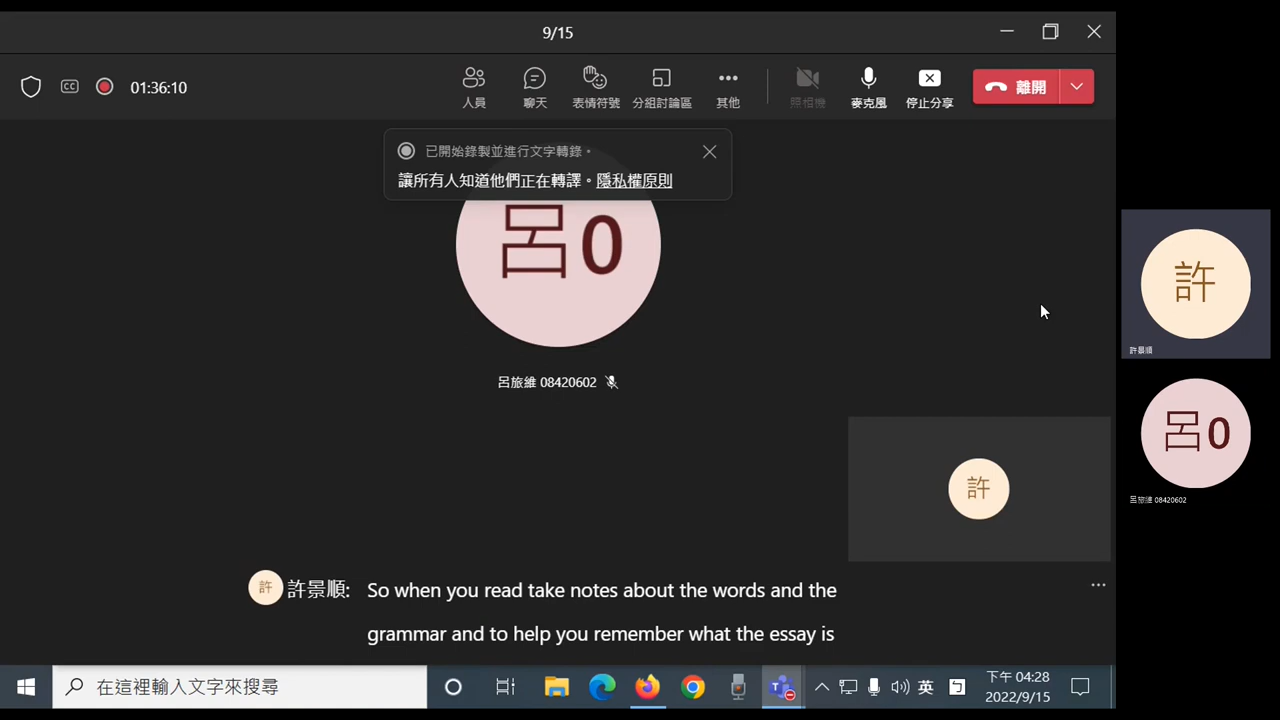 9/15
CC
01:36:10
人員
聊天
表情符號
分組討論區
其他
照相機
麥克風
停止分享
離開
已開始錄製並進行文字轉錄。
讓所有人知道他們正在轉譯。隱私權原則
呂0
呂旅維 08420602
許
許景順
呂0
呂旅維 08420602
許
許
許景順: So when you read take notes about the words and the
grammar and to help you remember what the essay is
在這裡輸入文字來搜尋
英
下午 04:28
2022/9/15